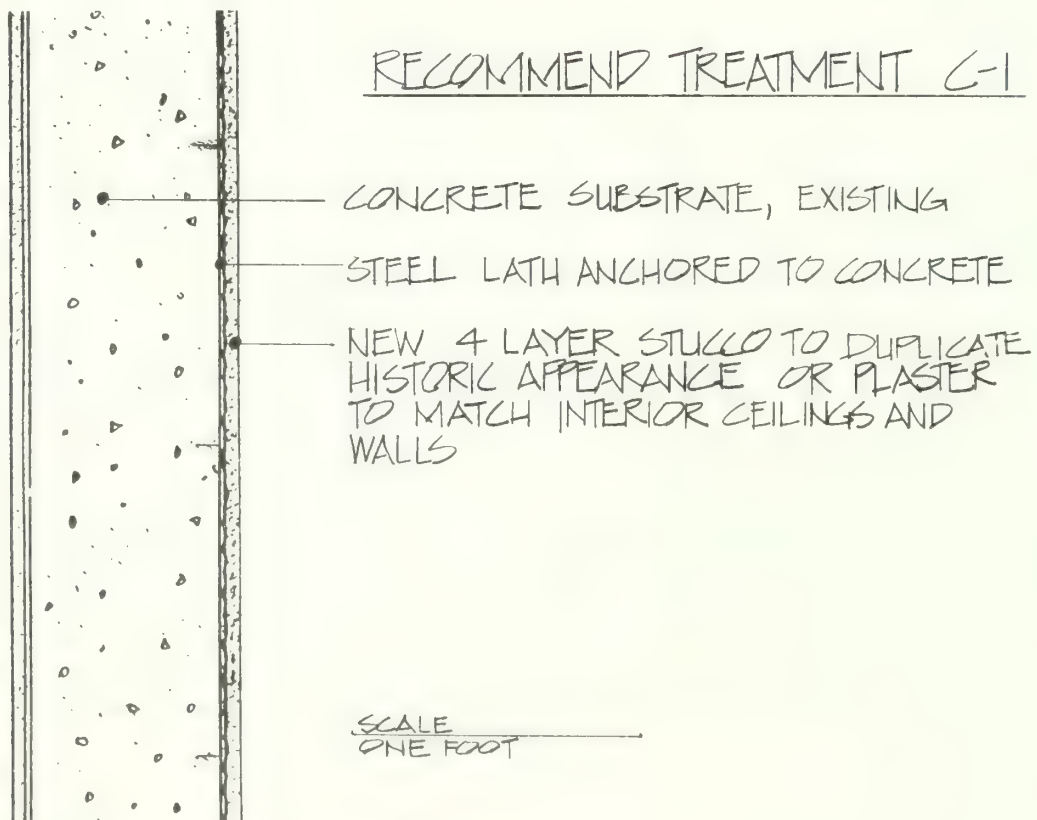 RECOMMEND TREATMENT C-1
CONCRETE SUBSTRATE, EXISTING
STEEL LATH ANCHORED TO CONCRETE
NEW 4 LAYER STUCCO TO DUPLICATE
HISTORIC APPEARANCE OR PLASTER
TO MATCH INTERIOR CEILINGS AND
WALLS
SCALE
ONE FOOT